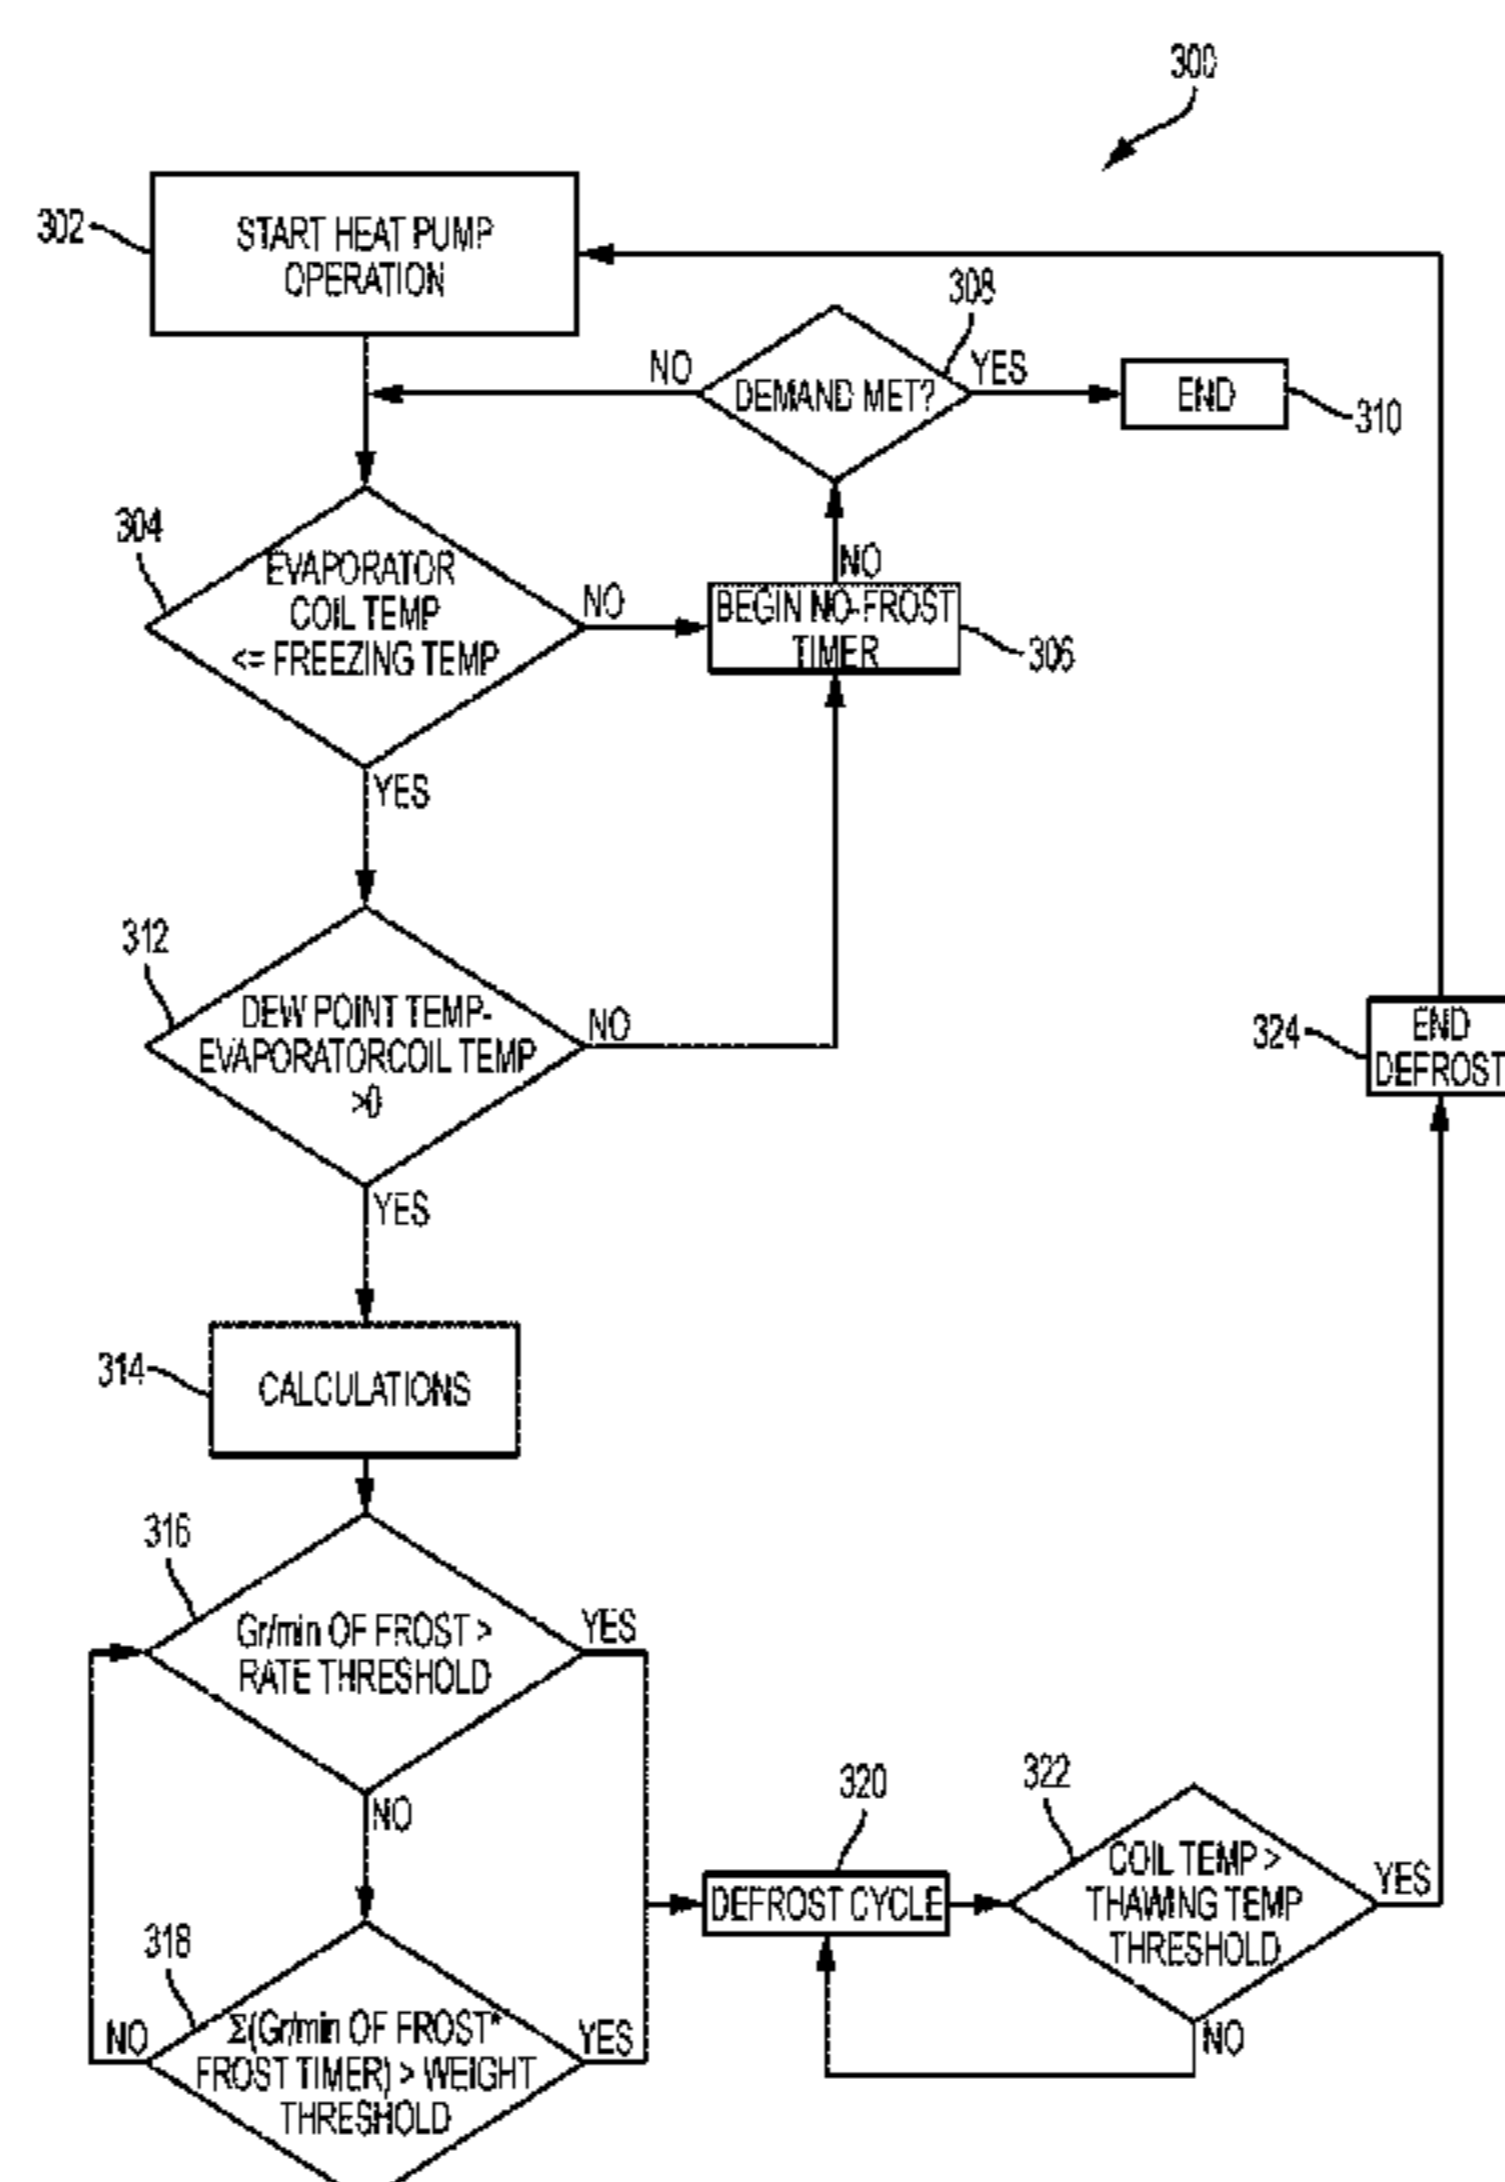 300
302
START HEAT PUMP
OPERATION
308
NO
DEMAND MET?
YES
END
310
304
EVAPORATOR
COIL TEMP
<= FREEZING TEMP
NO
NO
BEGIN NO-FROST
TIMER
306
YES
312
DEW POINT TEMP-
EVAPORATORCOIL TEMP
>0
NO
324
END
DEFROST
YES
314
CALCULATIONS
316
Gr/min OF FROST >
RATE THRESHOLD
YES
NO
320
DEFROST CYCLE
322
COIL TEMP >
THAWING TEMP
THRESHOLD
YES
NO
318
NO
Σ(Gr/min OF FROST*
FROST TIMER) > WEIGHT
THRESHOLD
YES